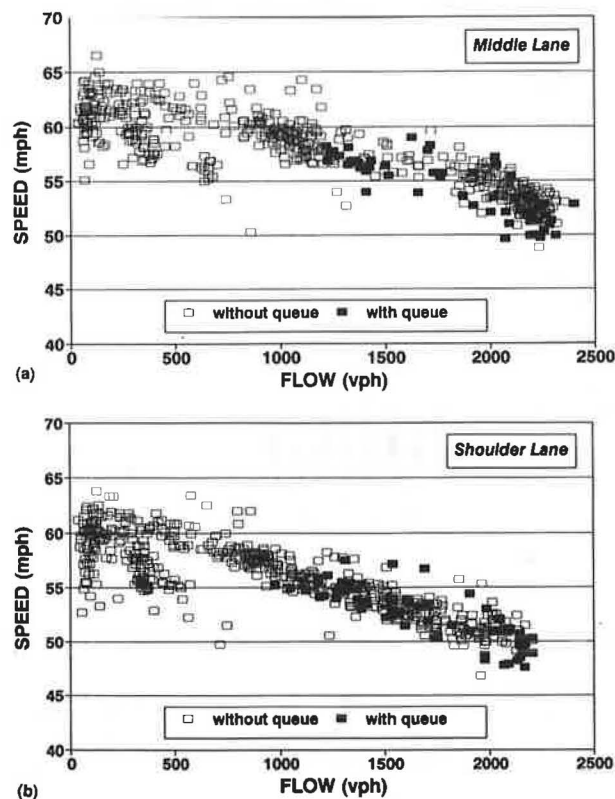 70
Middle Lane
65
60
55
50
45
40
SPEED (mph)
without queue
with queue
0
500
1000
1500
2000
2400
FLOW (vph)
(a)
70
Shoulder Lane
65
60
55
50
45
40
SPEED (mph)
without queue
with queue
0
500
1000
1500
2000
2500
FLOW (vph)
(b)